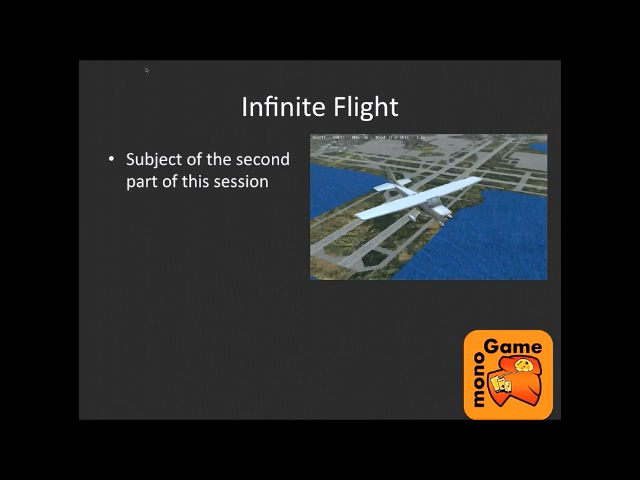 Infinite Flight
• Subject of the second
part of this session
mono
Game